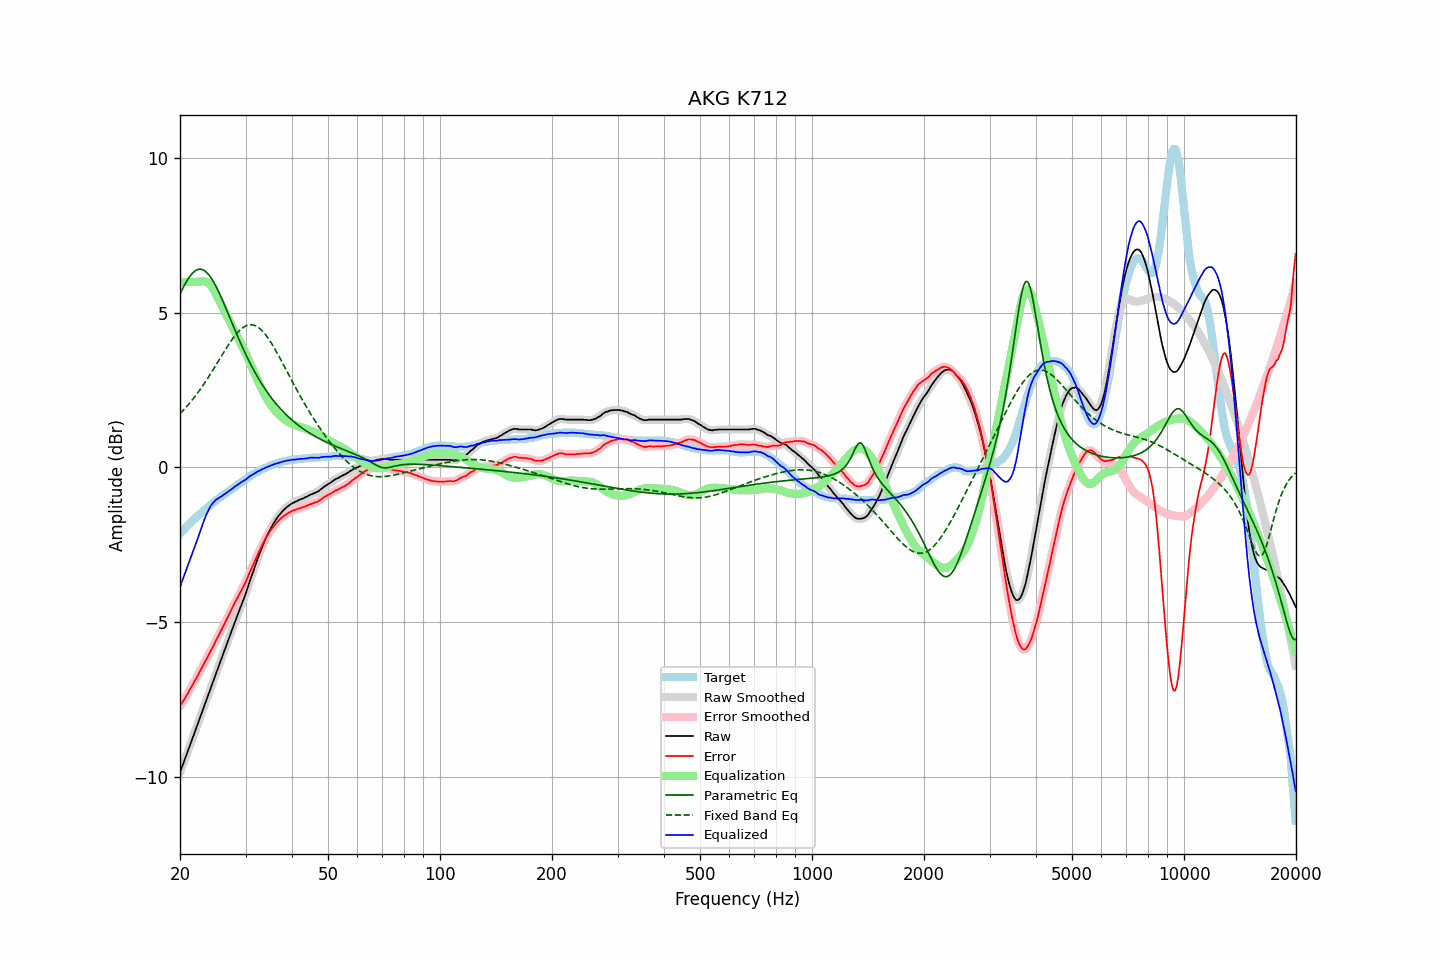 AKG K712
Amplitude (dBr)
10
5
0
−5
−10
Target
Raw Smoothed
Error Smoothed
Raw
Error
Equalization
Parametric Eq
Fixed Band Eq
Equalized
20 50 100 200 500 1000 2000 5000 10000 20000
Frequency (Hz)